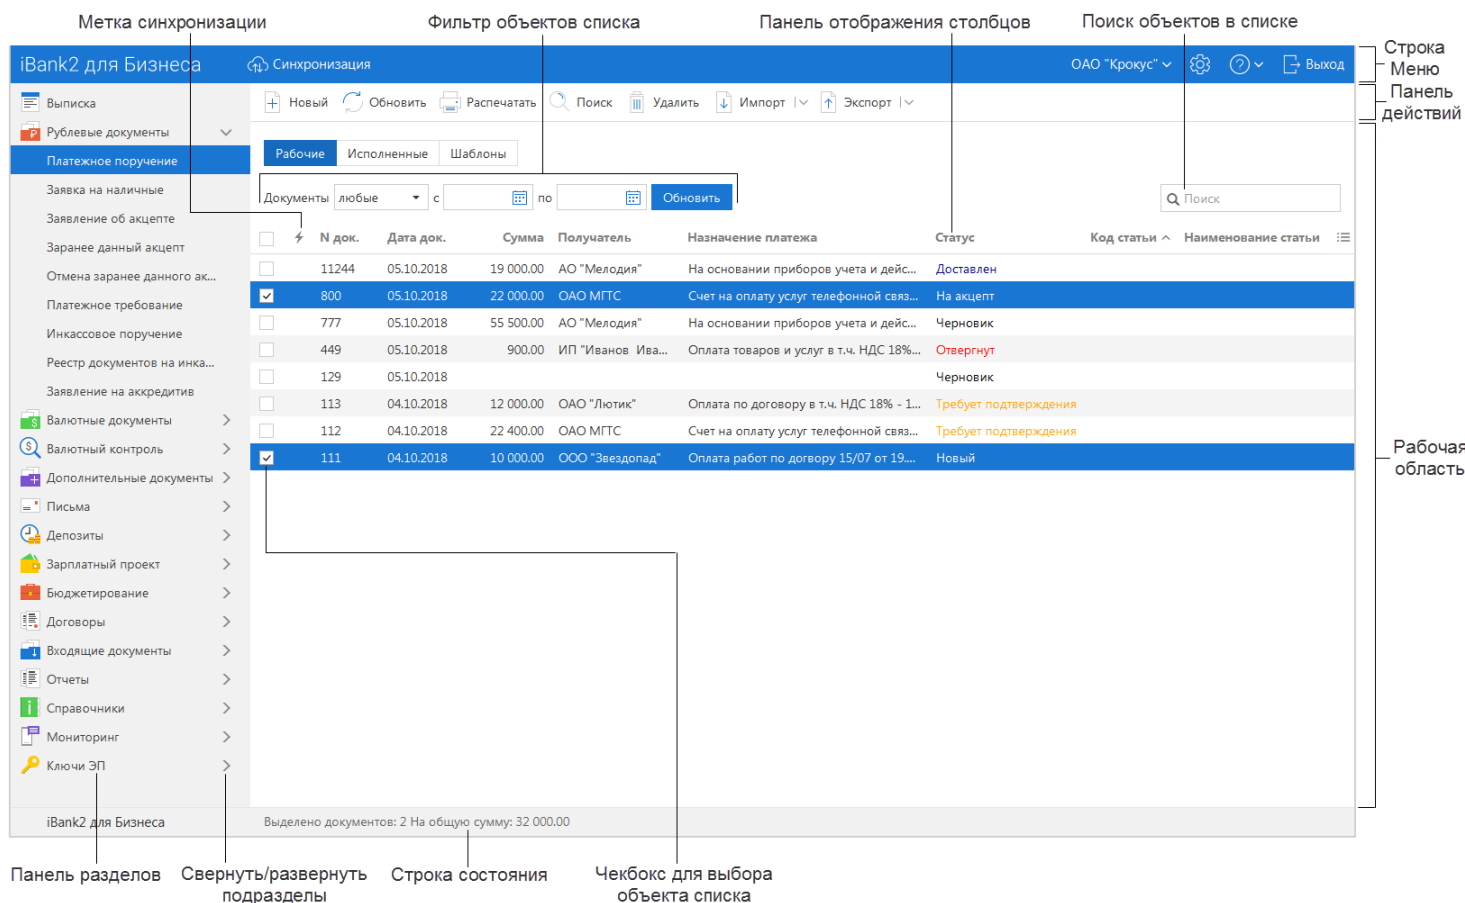 Метка синхронизации
Фильтр объектов списка
Панель отображения столбцов
Поиск объектов в списке
iBank2 для Бизнеса
Синхронизация
ОАО "Крокус"
Выход
Строка
Меню
Панель
действий
Выписка
Рублевые документы
Платежное поручение
Заявка на наличные
Заявление об акцепте
Заранее данный акцепт
Отмена заранее данного ак...
Платежное требование
Инкассовое поручение
Реестр документов на инка...
Заявление на аккредитив
Валютные документы
Валютный контроль
Дополнительные документы
Письма
Депозиты
Зарплатный проект
Бюджетирование
Договоры
Входящие документы
Отчеты
Справочники
Мониторинг
Ключи ЭП
iBank2 для Бизнеса
Новый Обновить Распечатать Поиск Удалить Импорт Экспорт
Рабочие Исполненные Шаблоны
Документы любые с по Обновить
Поиск
N док. Дата док. Сумма Получатель Назначение платежа Статус Код статьи Наименование статьи
11244 05.10.2018 19 000.00 АО "Мелодия" На основании приборов учета и дейс... Доставлен
800 05.10.2018 22 000.00 ОАО МГТС Счет на оплату услуг телефонной связ... На акцепт
777 05.10.2018 55 500.00 АО "Мелодия" На основании приборов учета и дейс... Черновик
449 05.10.2018 900.00 ИП "Иванов Ива... Оплата товаров и услуг в т.ч. НДС 18%... Отвергнут
129 05.10.2018 Черновик
113 04.10.2018 12 000.00 ОАО "Лютик" Оплата по договору в т.ч. НДС 18% - 1... Требует подтверждения
112 04.10.2018 22 400.00 ОАО МГТС Счет на оплату услуг телефонной связ... Требует подтверждения
111 04.10.2018 10 000.00 ООО "Звездопад" Оплата работ по догвору 15/07 от 19.... Новый
Рабочая
область
Выделено документов: 2 На общую сумму: 32 000.00
Панель разделов
Свернуть/развернуть
подразделы
Строка состояния
Чекбокс для выбора
объекта списка